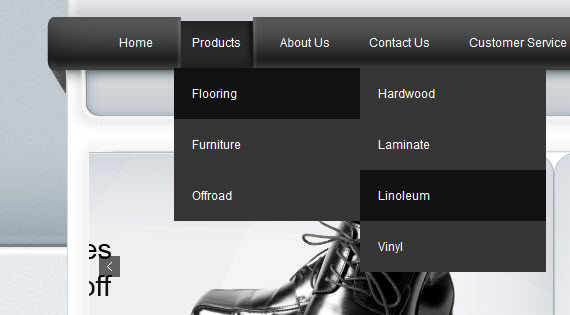 Home Products About Us Contact Us Customer Service
Flooring
Furniture
Offroad
Hardwood
Laminate
Linoleum
Vinyl
es
off